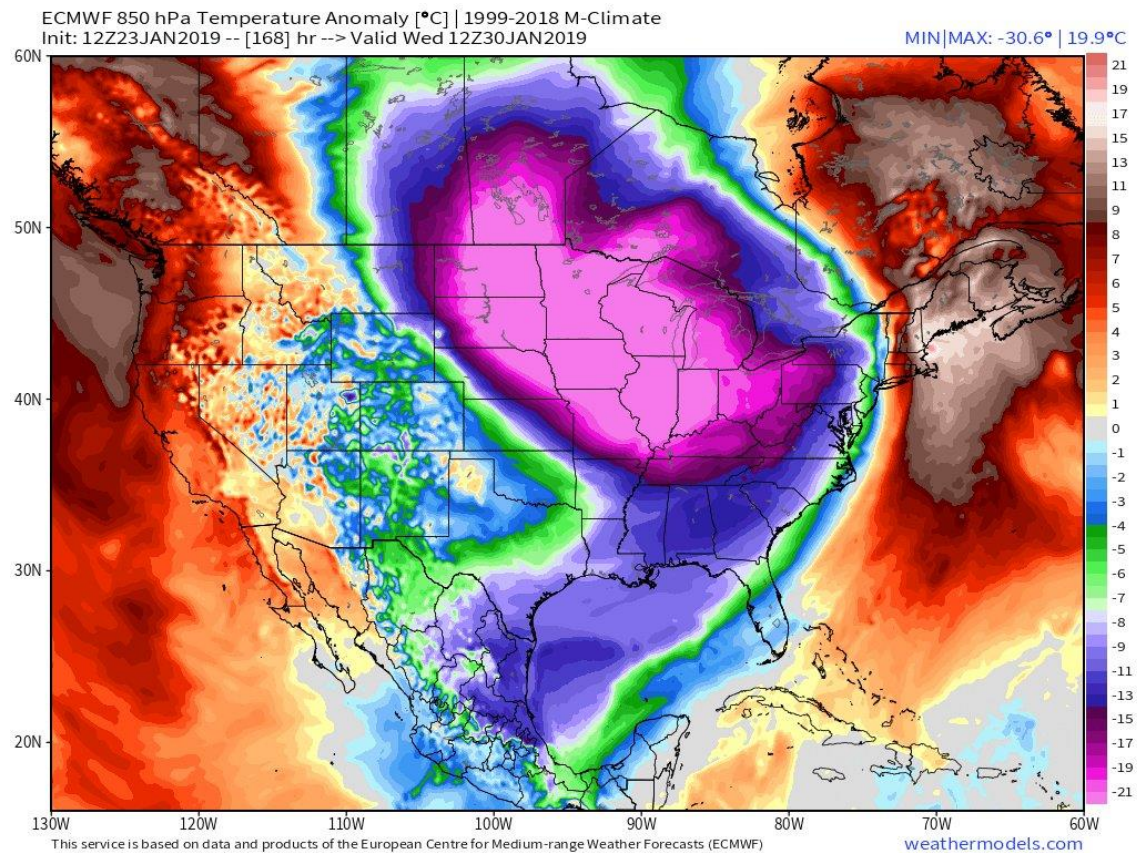 ECMWF 850 hPa Temperature Anomaly [°C] | 1999-2018 M-Climate
Init: 12Z23JAN2019 -- [168] hr --> Valid Wed 12Z30JAN2019
MIN|MAX: -30.6° | 19.9°C
60N
50N
40N
30N
20N
130W
120W
110W
100W
90W
80W
70W
60W
21
19
17
15
13
11
9
8
7
6
5
4
3
2
1
0
-1
-2
-3
-4
-5
-6
-7
-8
-9
-11
-13
-15
-17
-19
-21
This service is based on data and products of the European Centre for Medium-range Weather Forecasts (ECMWF)
weathermodels.com